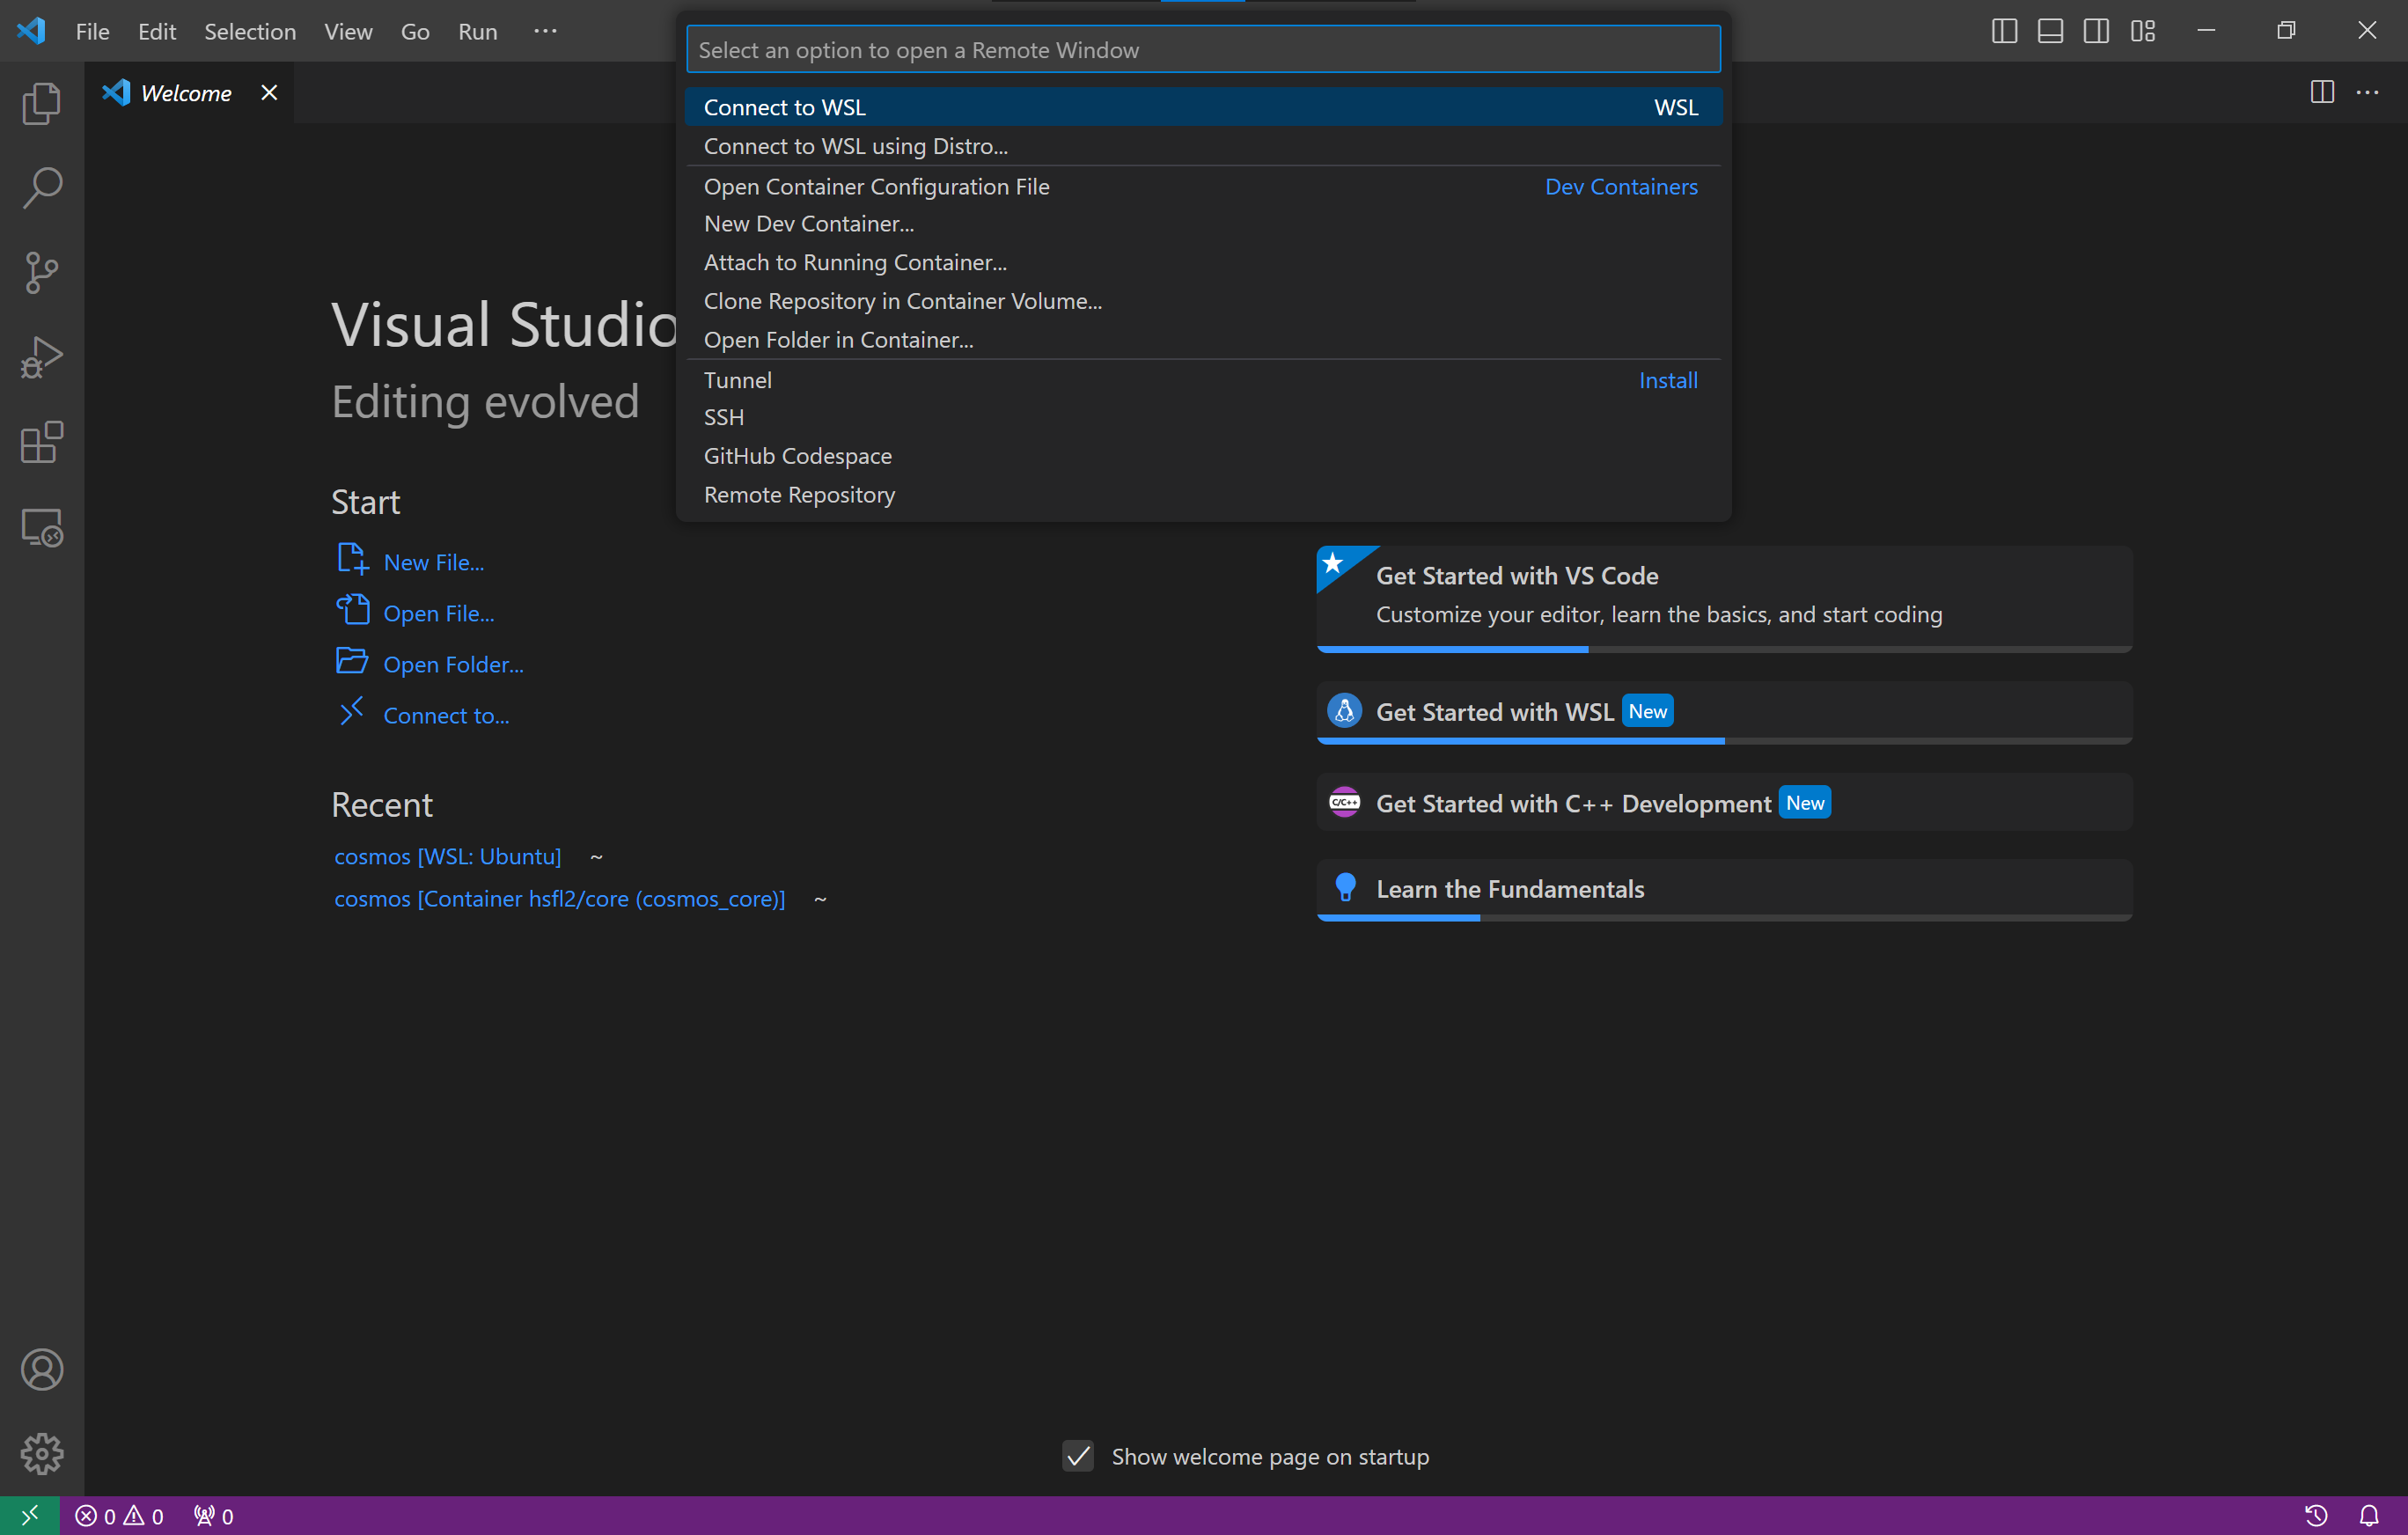 File Edit Selection View Go Run ···
Select an option to open a Remote Window
Welcome
Connect to WSL WSL
Connect to WSL using Distro...
Open Container Configuration File Dev Containers
New Dev Container...
Attach to Running Container...
Clone Repository in Container Volume...
Open Folder in Container...
Tunnel Install
SSH
GitHub Codespace
Remote Repository
Visual Studio
Editing evolved
Start
New File...
Open File...
Open Folder...
Connect to...
Recent
cosmos [WSL: Ubuntu] ~
cosmos [Container hsfl2/core (cosmos_core)] ~
Get Started with VS Code
Customize your editor, learn the basics, and start coding
Get Started with WSL New
C/C++ Get Started with C++ Development New
Learn the Fundamentals
Show welcome page on startup
0 0 0